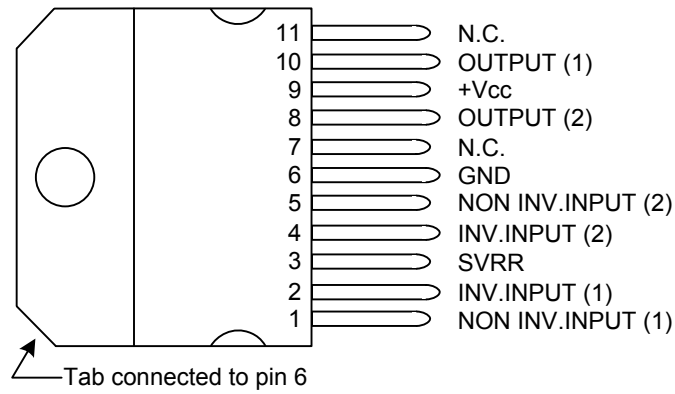 11 N.C.
10 OUTPUT (1)
9 +Vcc
8 OUTPUT (2)
7 N.C.
6 GND
5 NON INV.INPUT (2)
4 INV.INPUT (2)
3 SVRR
2 INV.INPUT (1)
1 NON INV.INPUT (1)
Tab connected to pin 6